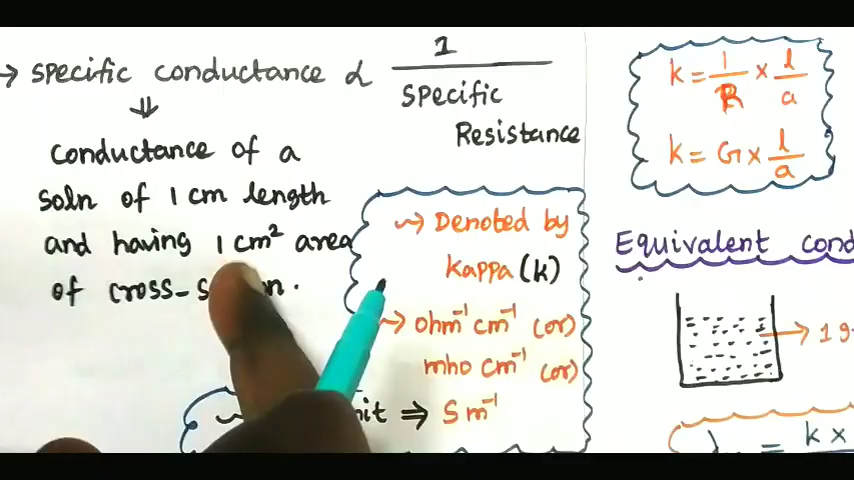 → Specific conductance α 1 / Specific Resistance
⇓
conductance of a
soln of 1 cm length
and having 1 cm² area
of cross-
~> Denoted by
kappa (k)
~> ohm⁻¹ cm⁻¹ (or)
mho cm⁻¹ (or)
⇒ S m⁻¹
k = 1/R × l/a
k = G × l/a
Equivalent cond
→ 1 g
= k ×